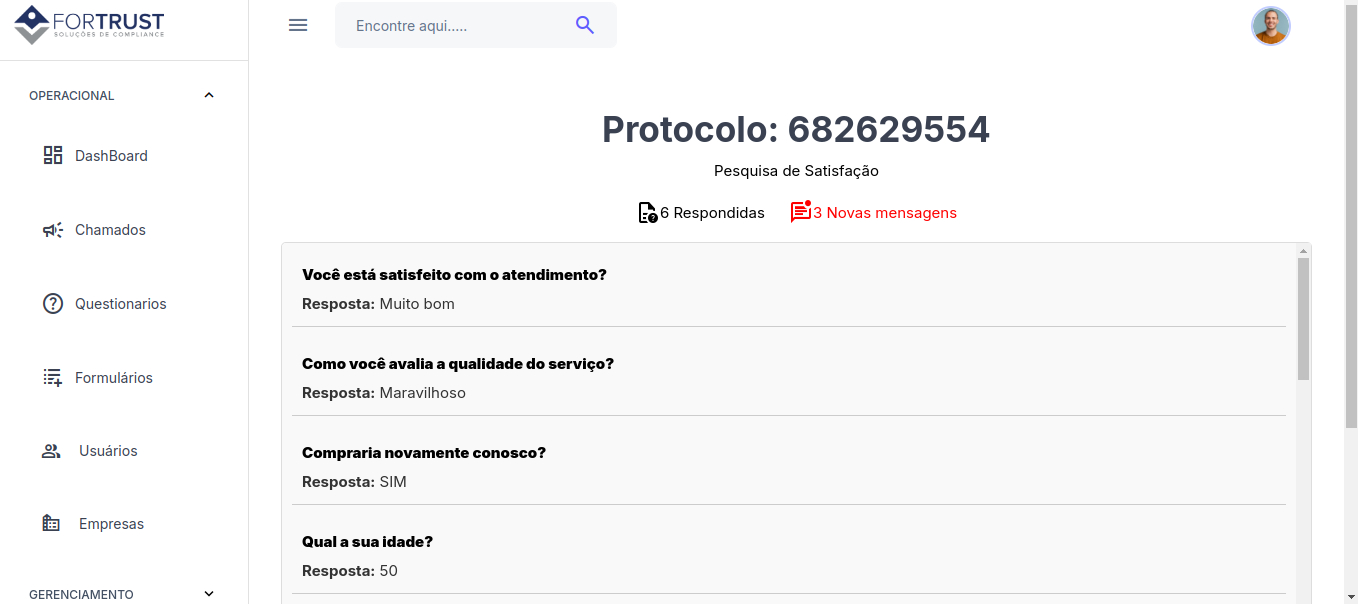 FORTRUST
SOLUÇÕES DE COMPLIANCE
Encontre aqui.....
OPERACIONAL
DashBoard
Chamados
Questionarios
Formulários
Usuários
Empresas
GERENCIAMENTO
Protocolo: 682629554
Pesquisa de Satisfação
6 Respondidas
3 Novas mensagens
Você está satisfeito com o atendimento?
Resposta: Muito bom
Como você avalia a qualidade do serviço?
Resposta: Maravilhoso
Compraria novamente conosco?
Resposta: SIM
Qual a sua idade?
Resposta: 50